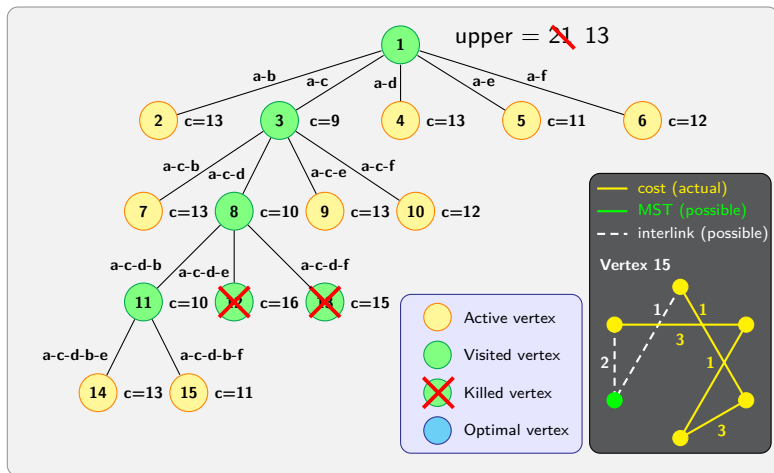 upper = 21 13
1
a-b a-c a-d a-e a-f
2 c=13 3 c=9 4 c=13 5 c=11 6 c=12
a-c-b a-c-d a-c-e a-c-f
7 c=13 8 c=10 9 c=13 10 c=12
a-c-d-b a-c-d-e a-c-d-f
11 c=10 12 c=16 13 c=15
a-c-d-b-e a-c-d-b-f
14 c=13 15 c=11
Active vertex
Visited vertex
Killed vertex
Optimal vertex
cost (actual)
MST (possible)
interlink (possible)
Vertex 15
1 1
3
2 1
3